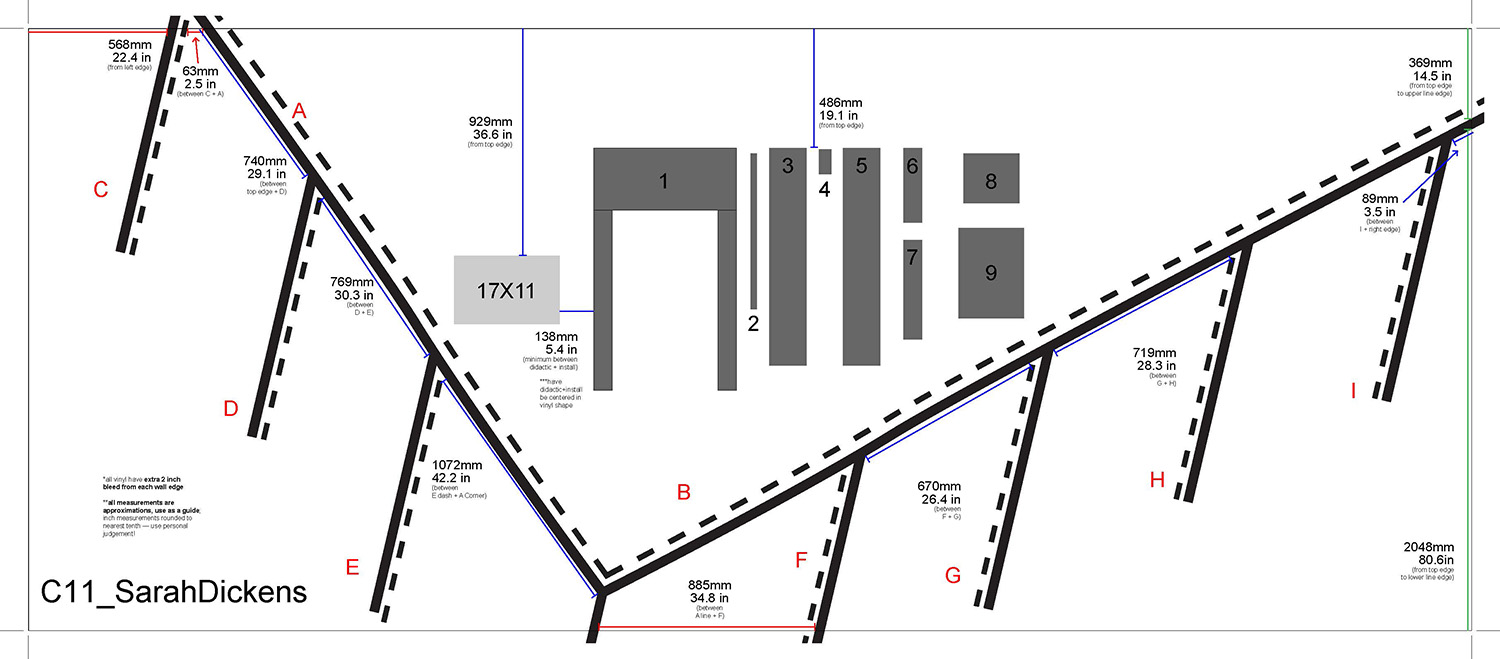 568mm
22.4 in
(from left edge)
63mm
2.5 in
(between C + A)
A
C
740mm
29.1 in
(between
top edge + D)
929mm
36.6 in
(from top edge)
486mm
19.1 in
(from top edge)
369mm
14.5 in
(from top edge
to upper line edge)
1
2
3
4
5
6
7
8
9
17X11
89mm
3.5 in
(between
I + right edge)
769mm
30.3 in
(between
D + E)
138mm
5.4 in
(minimum between
didactic + install)
***have
didactic+install
be centered in
vinyl shape
719mm
28.3 in
(between
G + H)
I
D
1072mm
42.2 in
(between
E dash + A Corner)
B
H
670mm
26.4 in
(between
F + G)
*all vinyl have extra 2 inch
bleed from each wall edge
**all measurements are
approximations, use as a guide;
inch measurements rounded to
nearest tenth — use personal
judgement!
E
F
G
2048mm
80.6in
(from top edge
to lower line edge)
885mm
34.8 in
(between
A line + F)
C11_SarahDickens